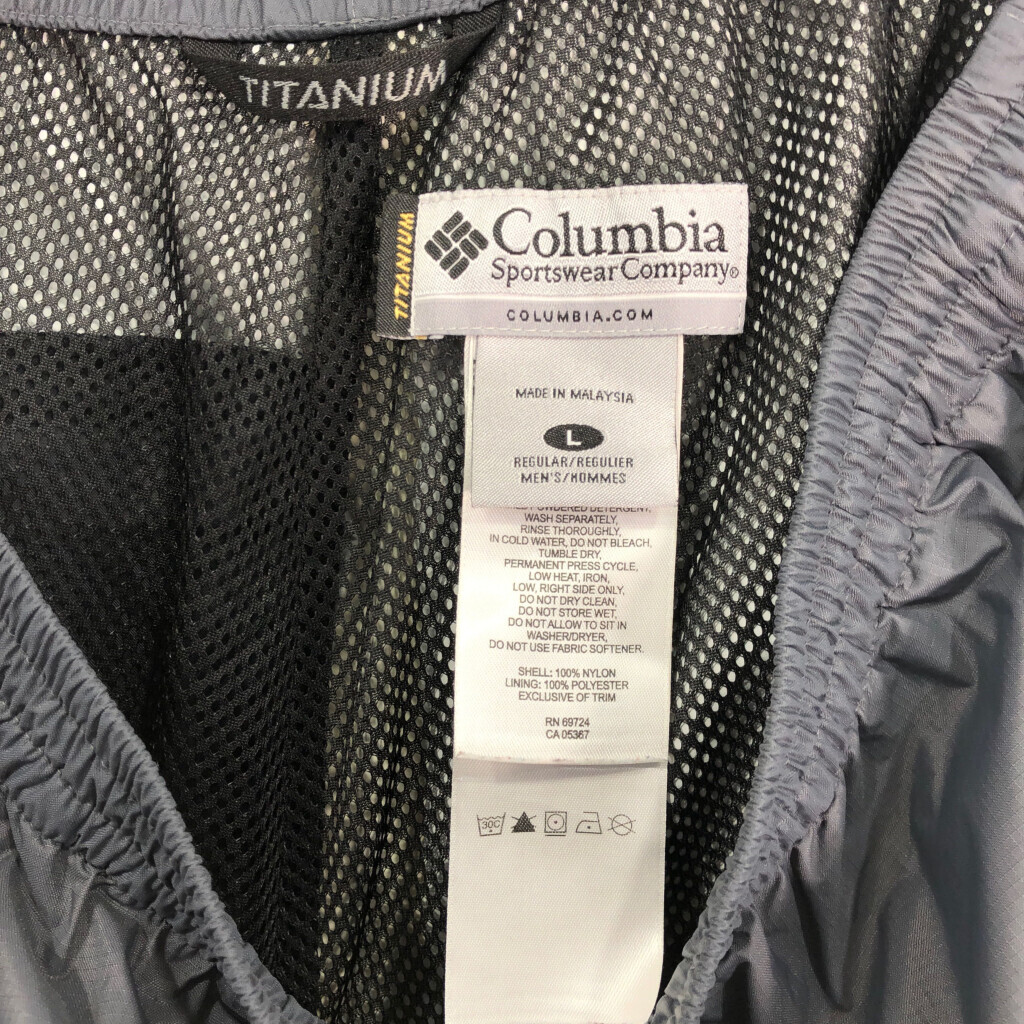 TITANIUM
TITANIUM
Columbia
Sportswear Company®
COLUMBIA.COM
MADE IN MALAYSIA
L
REGULAR/REGULIER
MEN'S/HOMMES
POWDERED DETERGENT,
WASH SEPARATELY,
RINSE THOROUGHLY,
IN COLD WATER, DO NOT BLEACH,
TUMBLE DRY,
PERMANENT PRESS CYCLE,
LOW HEAT, IRON,
LOW, RIGHT SIDE ONLY,
DO NOT DRY CLEAN,
DO NOT STORE WET,
DO NOT ALLOW TO SIT IN
WASHER/DRYER,
DO NOT USE FABRIC SOFTENER.
SHELL: 100% NYLON
LINING: 100% POLYESTER
EXCLUSIVE OF TRIM
RN 69724
CA 05367
30C